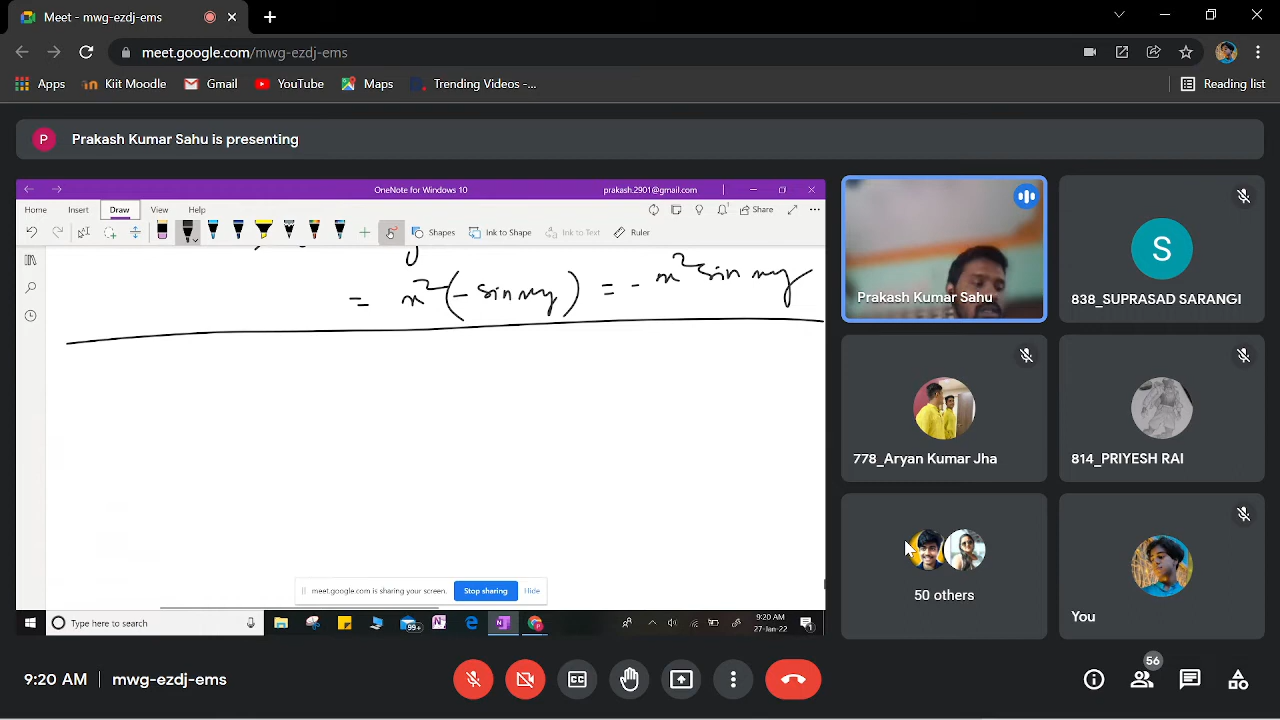 Meet - mwg-ezdj-ems
meet.google.com/mwg-ezdj-ems
Apps Kiit Moodle Gmail YouTube Maps Trending Videos -... Reading list
P Prakash Kumar Sahu is presenting
OneNote for Windows 10 prakash.2901@gmail.com
Home Insert Draw View Help Share
Shapes Ink to Shape Ink to Text Ruler
= x²(- sin xy) = - x² sin xy
meet.google.com is sharing your screen. Stop sharing Hide
Type here to search 99+ 9:20 AM
27-Jan-22 1
Prakash Kumar Sahu
S
838_SUPRASAD SARANGI
778_Aryan Kumar Jha
814_PRIYESH RAI
50 others
You
9:20 AM mwg-ezdj-ems 56